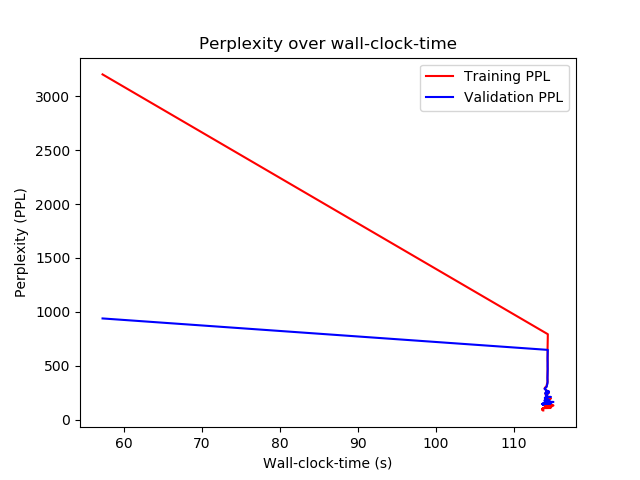 Perplexity over wall-clock-time
Training PPL
Validation PPL
3000
2500
2000
1500
1000
500
0
Perplexity (PPL)
60 70 80 90 100 110
Wall-clock-time (s)